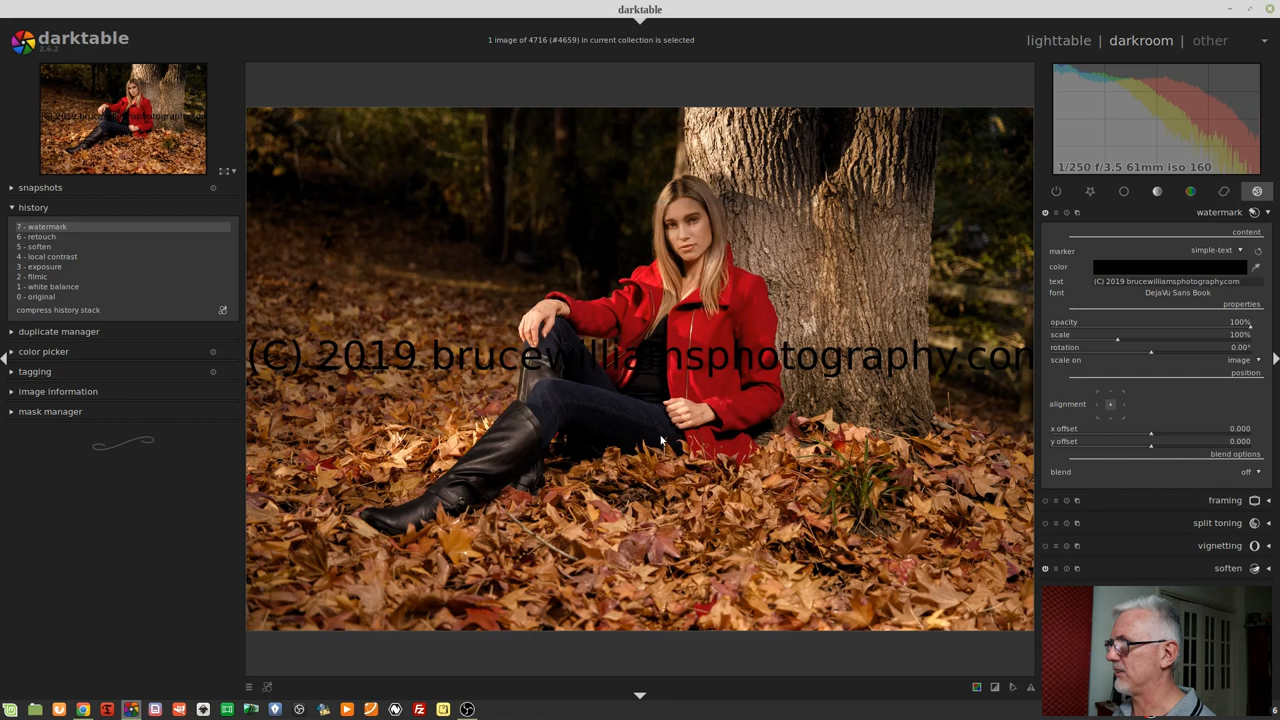 darktable
darktable
2.6.2
1 image of 4716 (#4659) in current collection is selected
lighttable | darkroom | other
snapshots
history
7 - watermark
6 - retouch
5 - soften
4 - local contrast
3 - exposure
2 - filmic
1 - white balance
0 - original
compress history stack
duplicate manager
color picker
tagging
image information
mask manager
(C) 2019 brucewilliamsphotography.con
1/250 f/3.5 61mm iso 160
watermark
content
marker simple-text
color
text (C) 2019 brucewilliamsphotography.com
font DejaVu Sans Book
properties
opacity 100%
scale 100%
rotation 0.00°
scale on image
position
alignment
x offset 0.000
y offset 0.000
blend options
blend off
framing
split toning
vignetting
soften